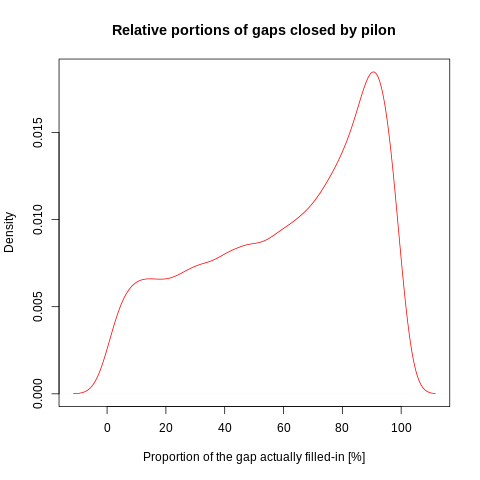 Relative portions of gaps closed by pilon
Density
0.015
0.010
0.005
0.000
0 20 40 60 80 100
Proportion of the gap actually filled-in [%]